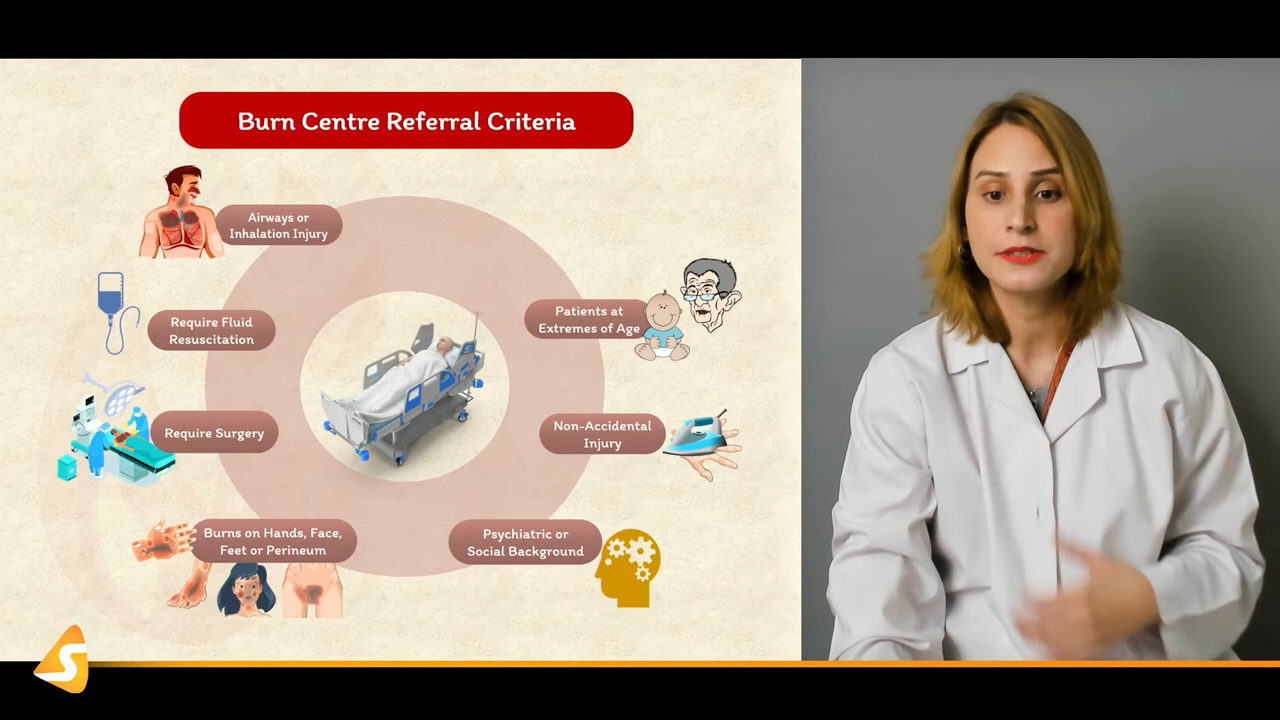 Burn Centre Referral Criteria
Airways or
Inhalation Injury
Require Fluid
Resuscitation
Require Surgery
Burns on Hands, Face,
Feet or Perineum
Patients at
Extremes of Age
Non-Accidental
Injury
Psychiatric or
Social Background